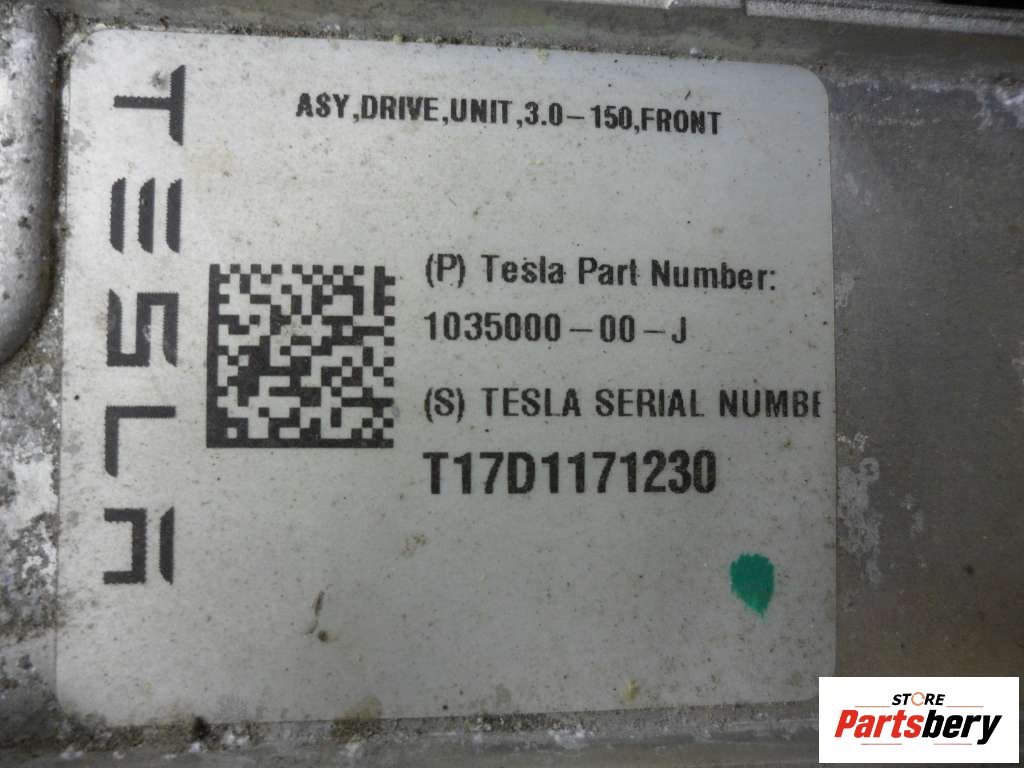 TESLA
ASY,DRIVE,UNIT,3.0-150,FRONT
(P) Tesla Part Number:
1035000-00-J
(S) TESLA SERIAL NUMBE
T17D1171230
STORE
Partsbery